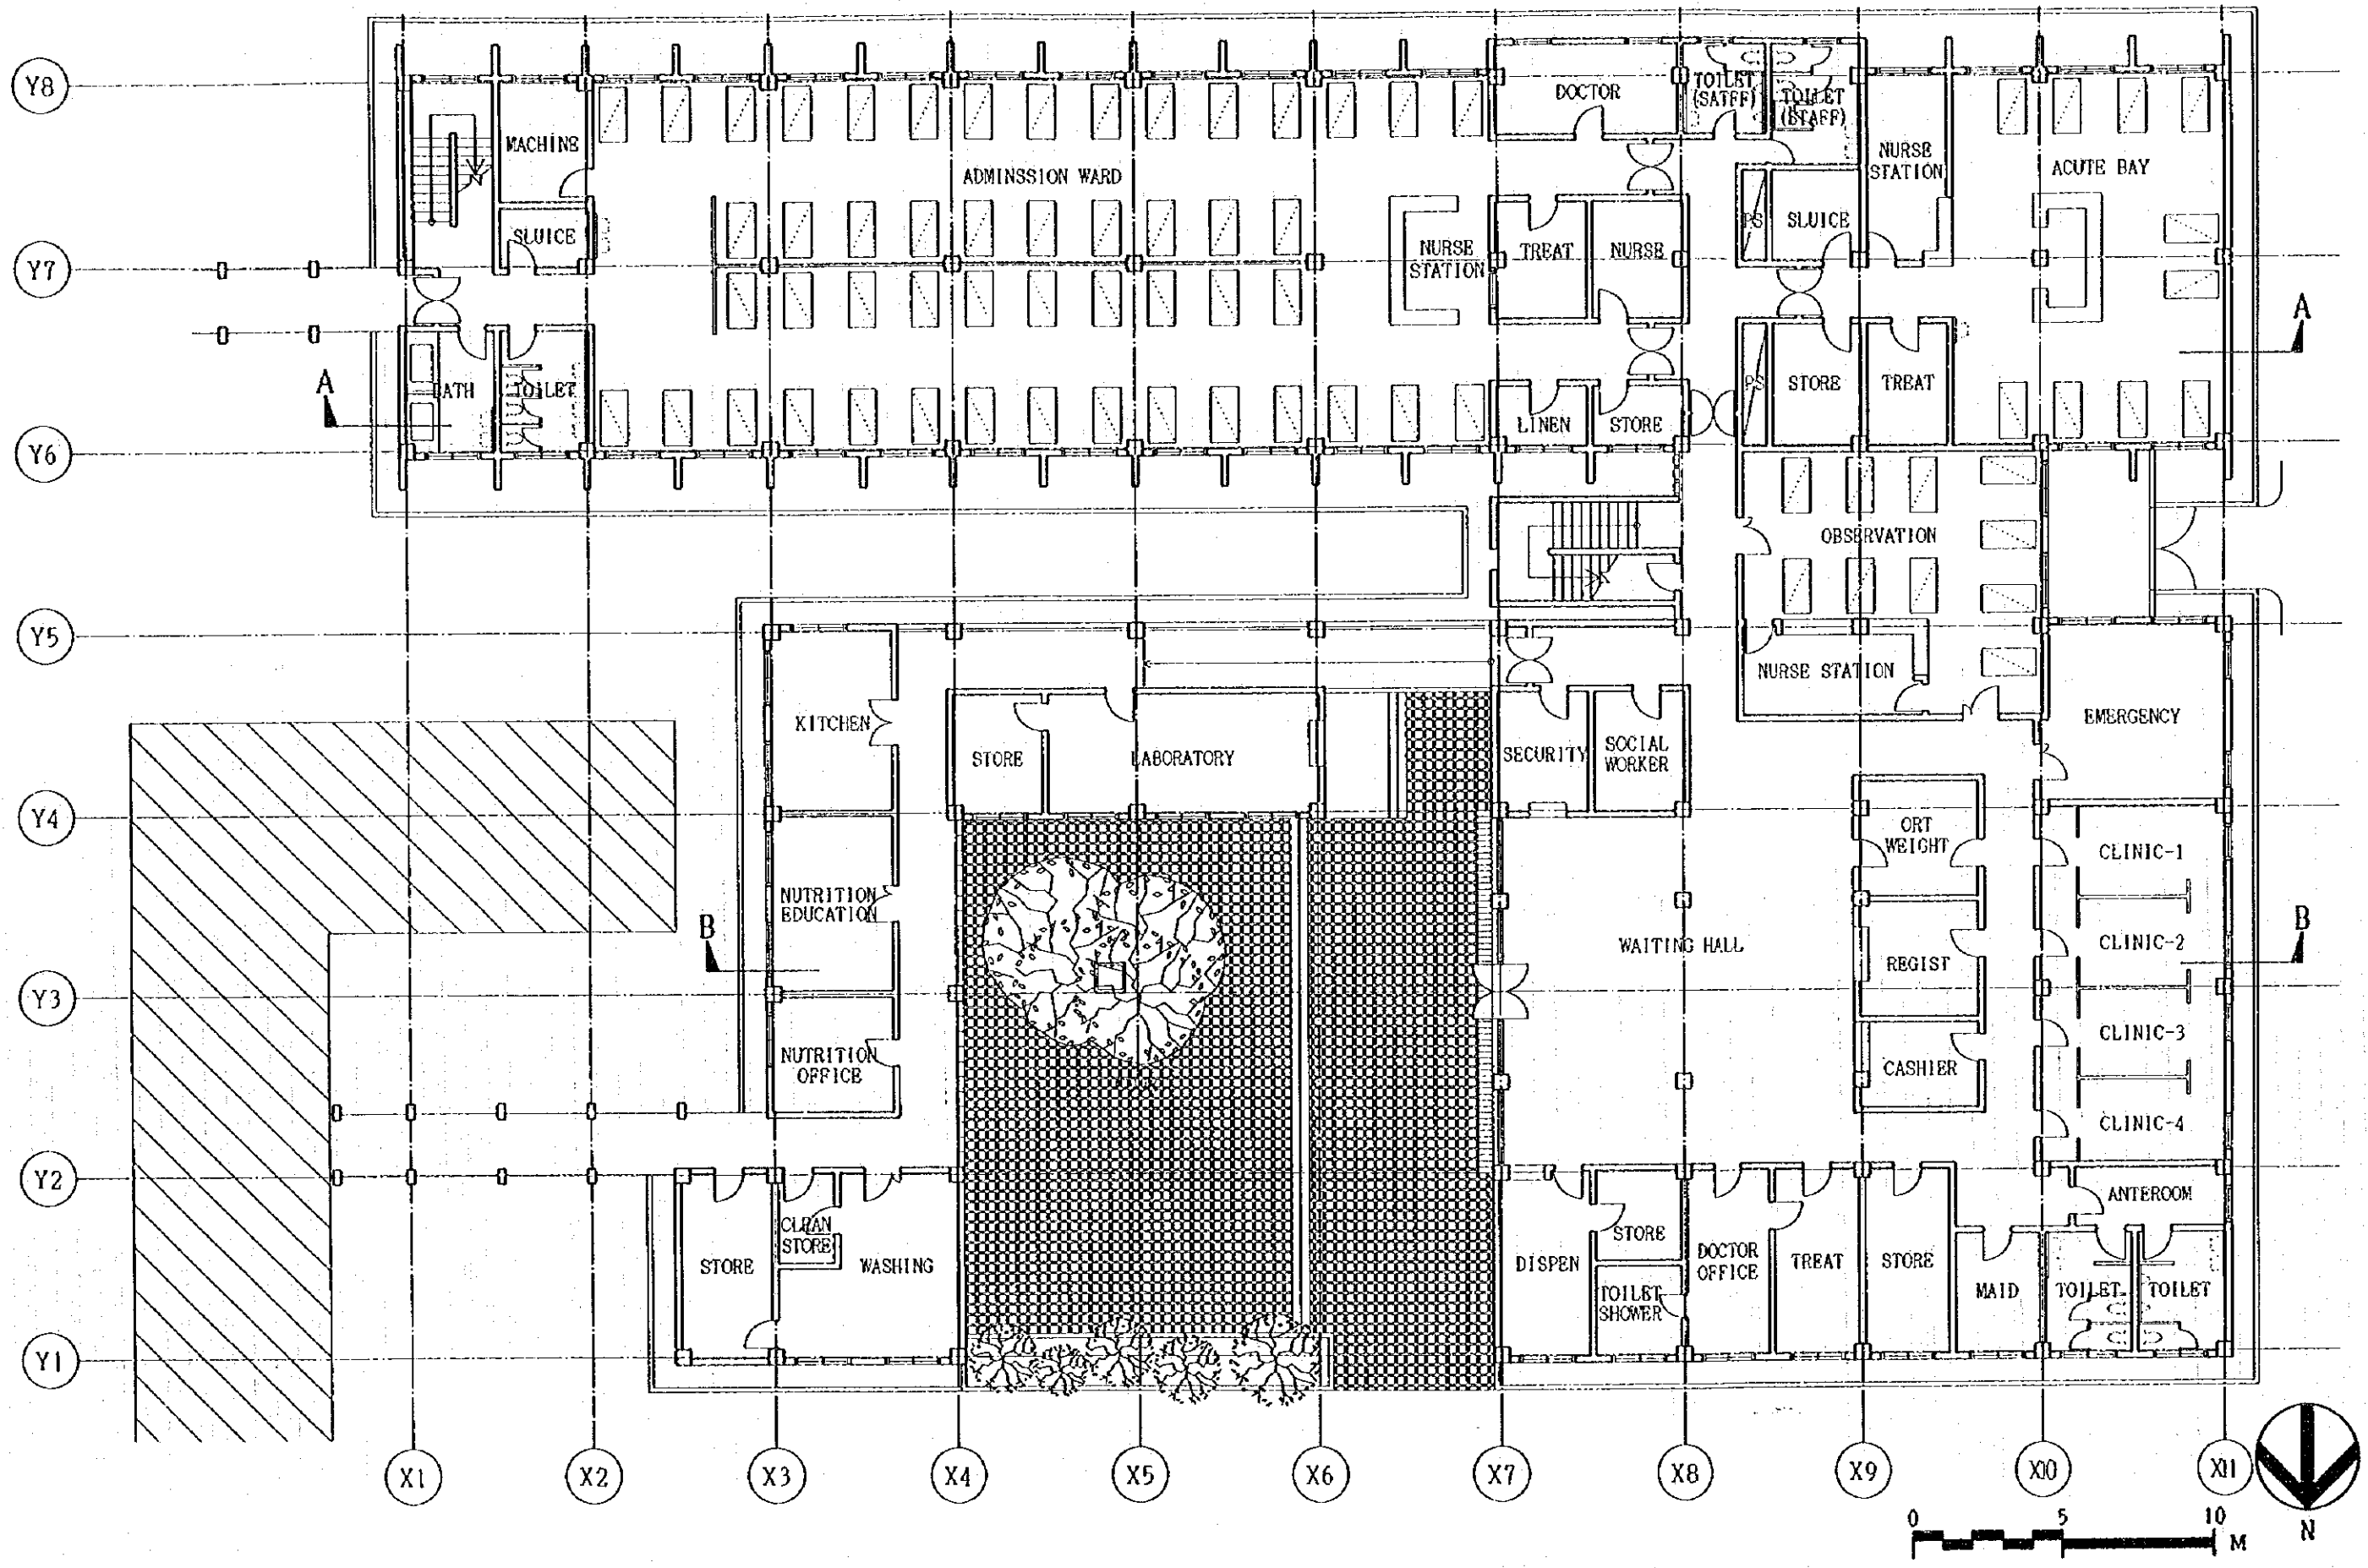 Y8
DOCTOR
TOILET
(SATFF)
TOILET
(STAFF)
MACHINE
NURSE
STATION
ACUTE BAY
ADMINSSION WARD
PS
SLUICE
SLUICE
NURSE
STATION
TREAT
NURSE
Y7
A
A
BATH
TOILET
LINEN
STORE
PS
STORE
TREAT
Y6
OBSERVATION
Y5
NURSE STATION
KITCHEN
STORE
LABORATORY
SECURITY
SOCIAL
WORKER
EMERGENCY
Y4
ORT
WEIGHT
CLINIC-1
NUTRITION
EDUCATION
B
B
WAITING HALL
REGIST
CLINIC-2
Y3
NUTRITION
OFFICE
CASHIER
CLINIC-3
CLINIC-4
Y2
ANTEROOM
CLEAN
STORE
STORE
WASHING
DISPEN
STORE
DOCTOR
OFFICE
TREAT
STORE
TOILET
SHOWER
MAID
TOILET
TOILET
Y1
X1
X2
X3
X4
X5
X6
X7
X8
X9
X10
X11
0
5
10
M
N